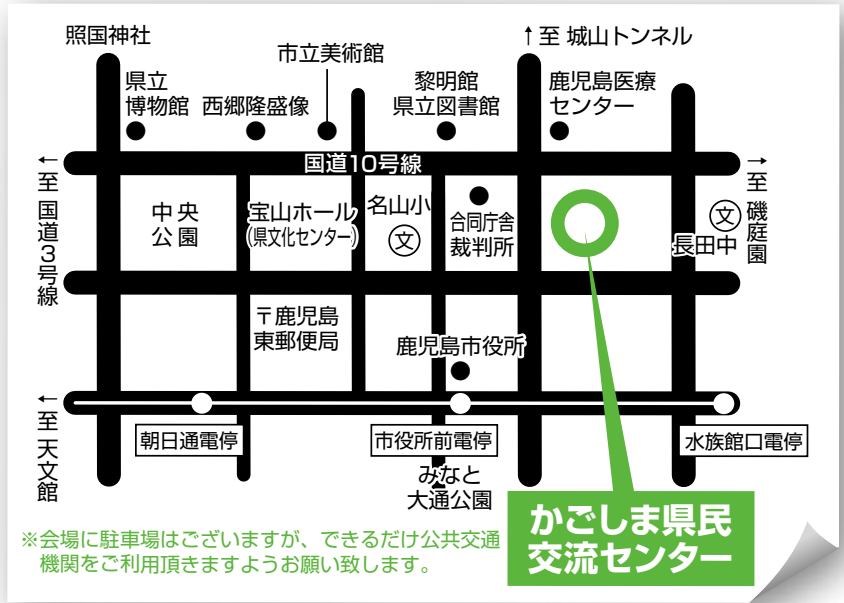 照国神社
↑至 城山トンネル
市立美術館
県立
博物館
西郷隆盛像
黎明館
県立図書館
鹿児島医療
センター
国道10号線
←至 国道3号線
中央
公園
宝山ホール
(県文化センター)
名山小
文
合同庁舎
裁判所
文
長田中
→至 磯庭園
〒鹿児島
東郵便局
鹿児島市役所
←至 天文館
朝日通電停
市役所前電停
水族館口電停
みなと
大通公園
かごしま県民
交流センター
※会場に駐車場はございますが、できるだけ公共交通
機関をご利用頂きますようお願い致します。